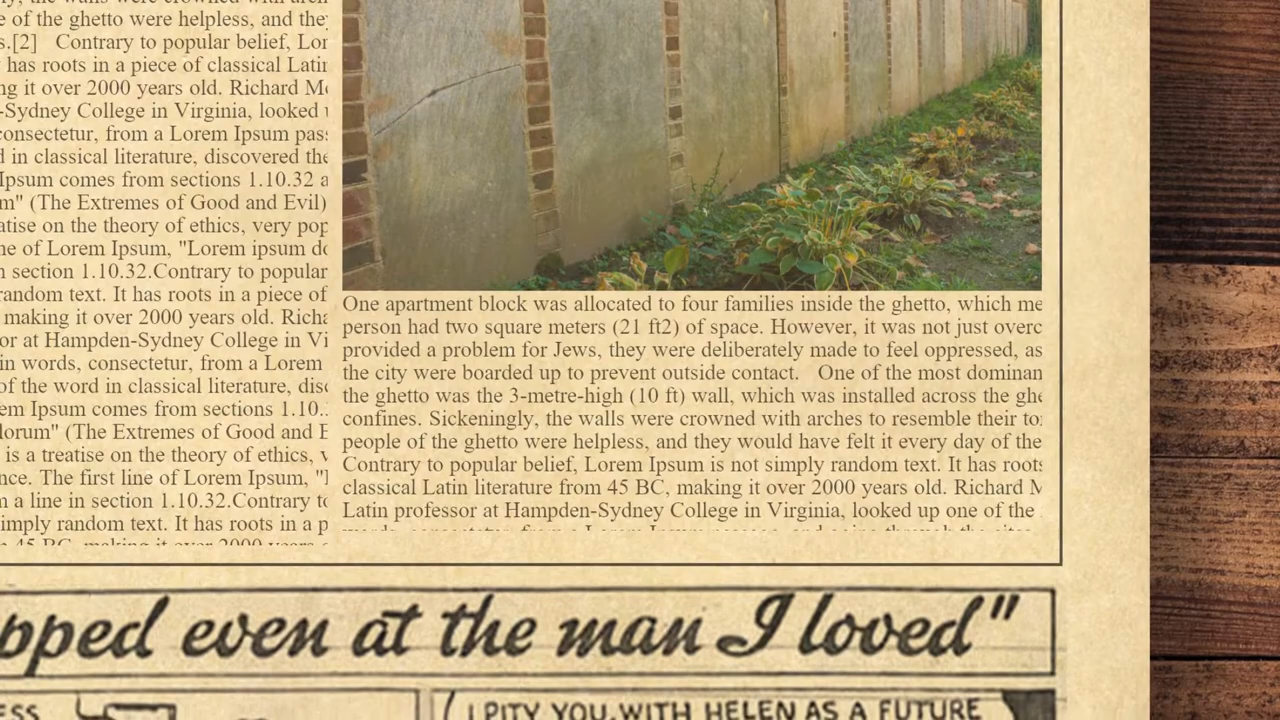 e of the ghetto were helpless, and they
s.[2] Contrary to popular belief, Lor
has roots in a piece of classical Latin
ng it over 2000 years old. Richard Mc
-Sydney College in Virginia, looked
consectetur, from a Lorem Ipsum pass
d in classical literature, discovered the
Ipsum comes from sections 1.10.32 a
m" (The Extremes of Good and Evil)
atise on the theory of ethics, very pop
ne of Lorem Ipsum, "Lorem ipsum do
n section 1.10.32.Contrary to popular
random text. It has roots in a piece of
making it over 2000 years old. Richa
or at Hampden-Sydney College in Vi
in words, consectetur, from a Lorem
of the word in classical literature, disc
em Ipsum comes from sections 1.10.
lorum" (The Extremes of Good and E
is a treatise on the theory of ethics, v
nce. The first line of Lorem Ipsum, "l
n a line in section 1.10.32.Contrary to
simply random text. It has roots in a p
45 BC, making it over 2000 years
One apartment block was allocated to four families inside the ghetto, which me
person had two square meters (21 ft2) of space. However, it was not just overc
provided a problem for Jews, they were deliberately made to feel oppressed, as
the city were boarded up to prevent outside contact. One of the most dominan
the ghetto was the 3-metre-high (10 ft) wall, which was installed across the ghe
confines. Sickeningly, the walls were crowned with arches to resemble their to
people of the ghetto were helpless, and they would have felt it every day of the
Contrary to popular belief, Lorem Ipsum is not simply random text. It has roots
classical Latin literature from 45 BC, making it over 2000 years old. Richard M
Latin professor at Hampden-Sydney College in Virginia, looked up one of the
pped even at the man I loved"
ESS
I PITY YOU, WITH HELEN AS A FUTURE